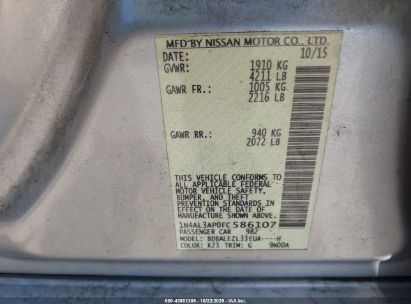 MFD BY NISSAN MOTOR CO., LTD.
DATE: 10/15
GVWR: 1910 KG
4211 LB
GAWR FR.: 1005 KG
2216 LB
GAWR RR.: 940 KG
2072 LB
THIS VEHICLE CONFORMS TO ALL
APPLICABLE FEDERAL MOTOR
VEHICLE SAFETY,
BUMPER, AND THEFT
PREVENTION STANDARDS
IN EFFECT ON THE DATE OF
MANUFACTURE SHOWN ABOVE.
1N4AL3AP0FC586107
PASSENGER CAR 982
MODEL: BDBALEZL33EUA----H
COLOR: K23 TRIM: G 9N00A